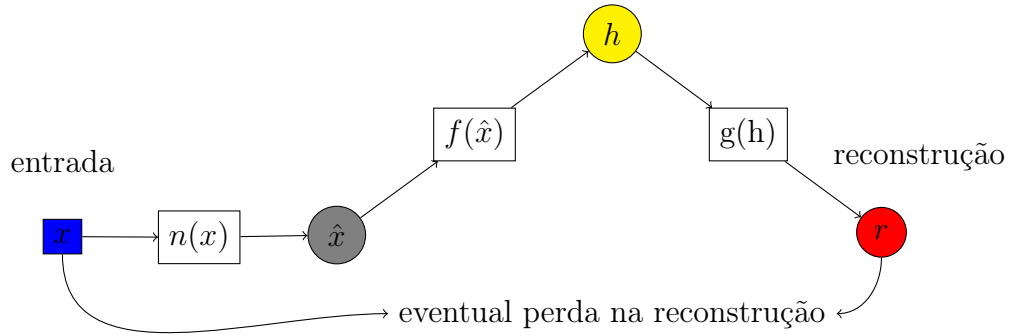 h
f(x̂)
g(h)
entrada
reconstrução
x
n(x)
x̂
r
eventual perda na reconstrução